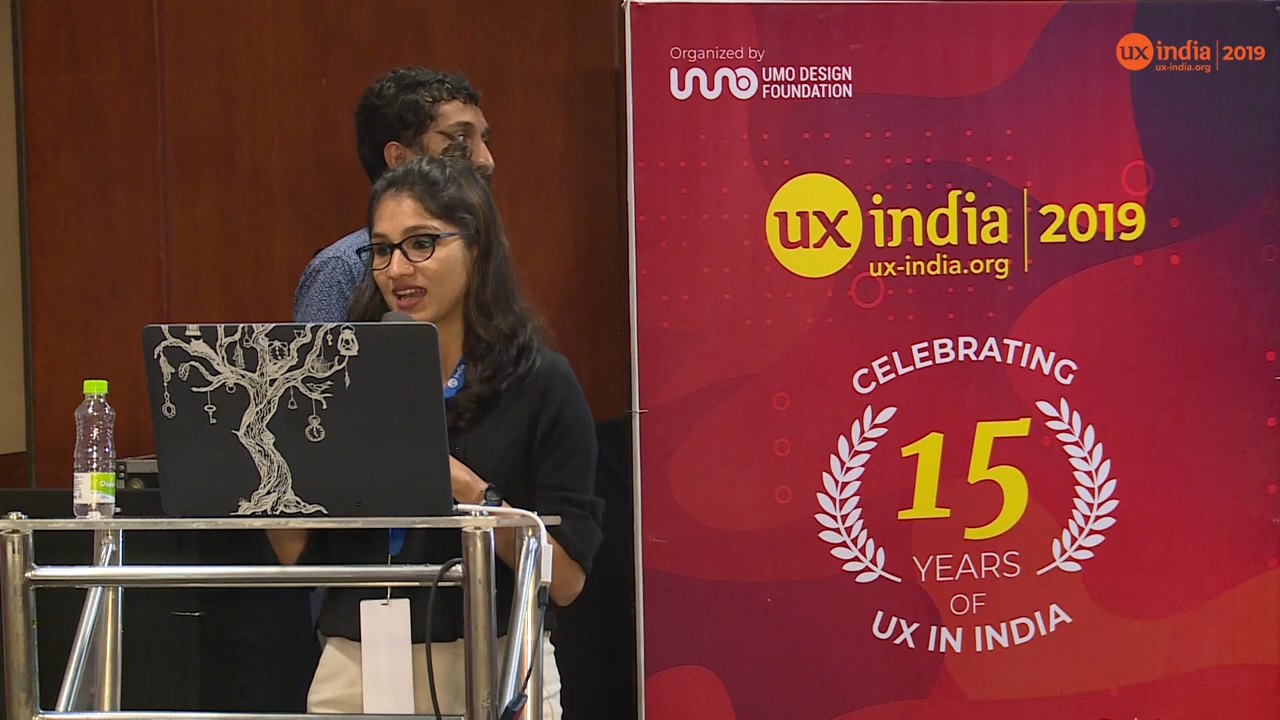 Organized by
UMO DESIGN
FOUNDATION
ux india 2019
ux-india.org
ux india 2019
ux-india.org
CELEBRATING
15
YEARS
OF
UX IN INDIA